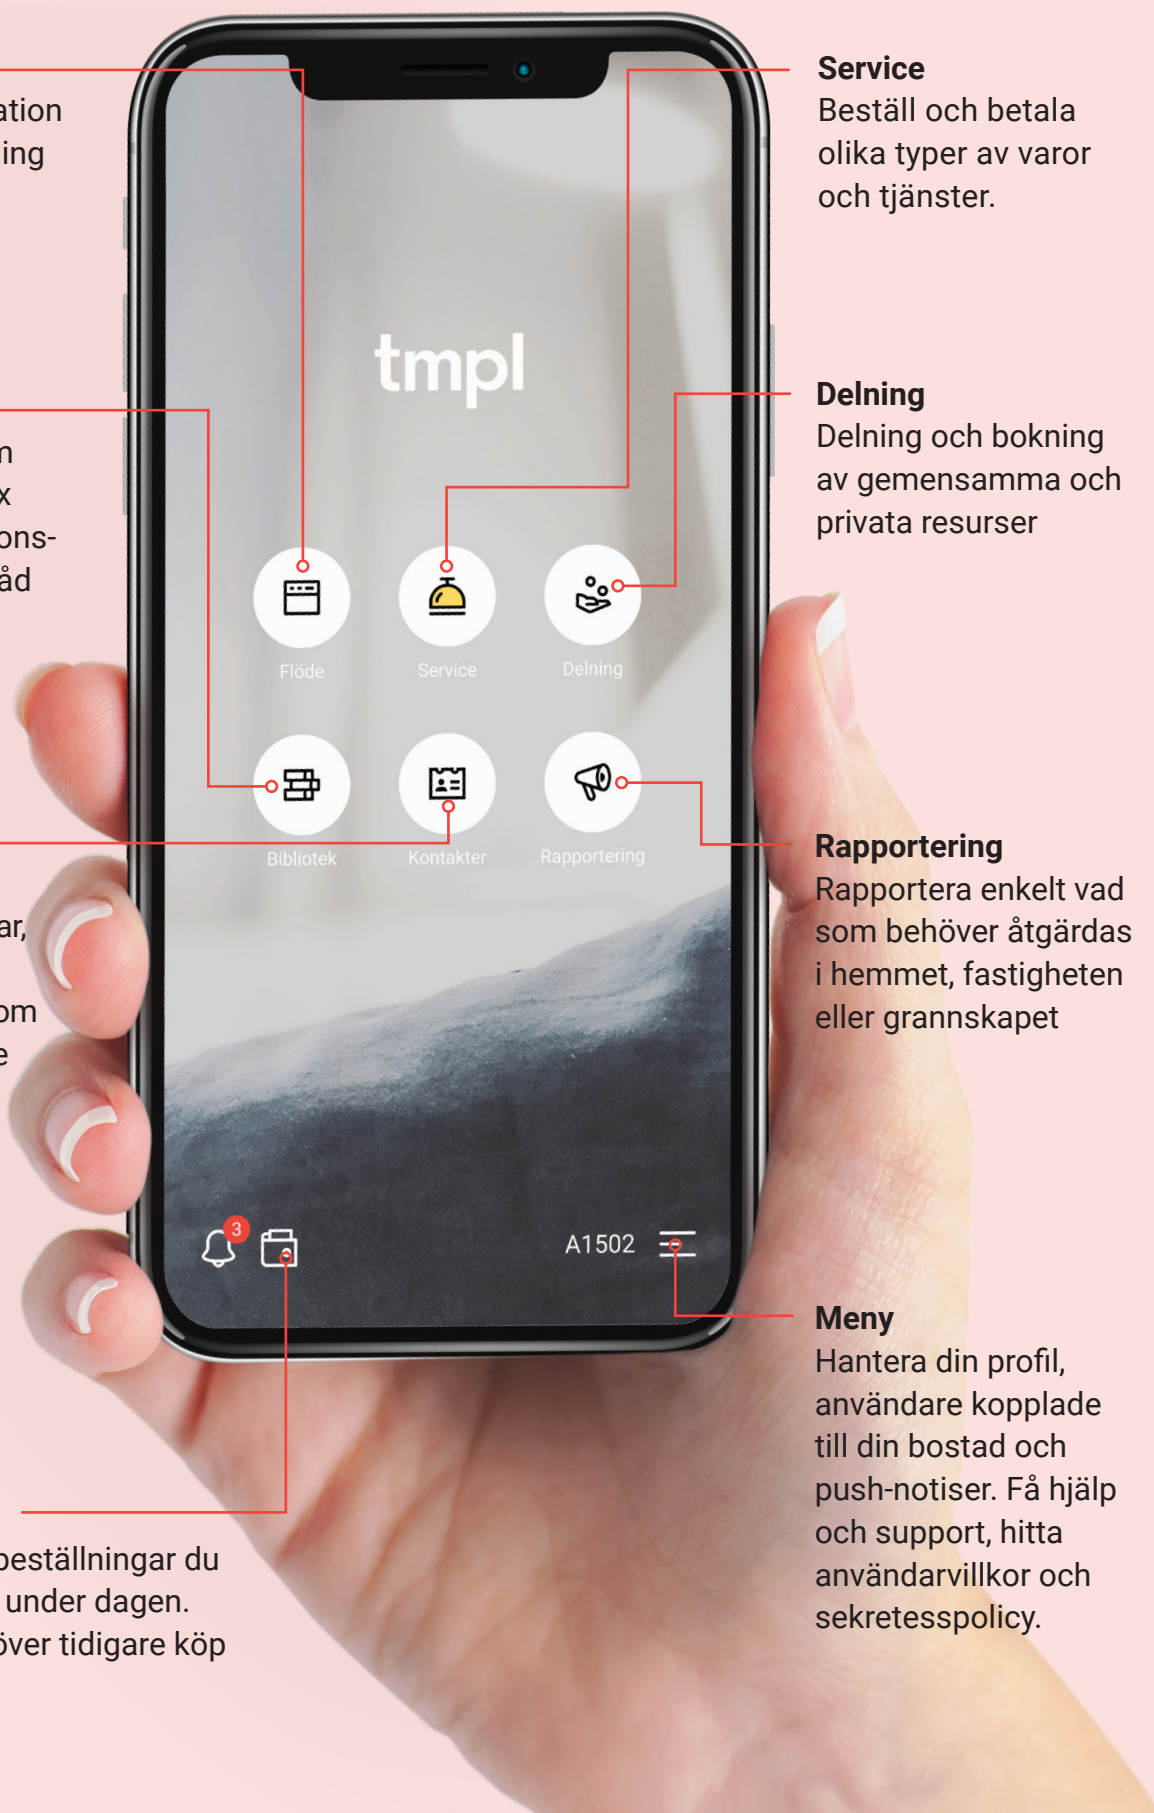 ation
ing
ons-
åd
ar,
om
beställningar du
under dagen.
över tidigare köp
tmpl
Flöde
Service
Delning
Bibliotek
Kontakter
Rapportering
3
A1502
Service
Beställ och betala
olika typer av varor
och tjänster.
Delning
Delning och bokning
av gemensamma och
privata resurser
Rapportering
Rapportera enkelt vad
som behöver åtgärdas
i hemmet, fastigheten
eller grannskapet
Meny
Hantera din profil,
användare kopplade
till din bostad och
push-notiser. Få hjälp
och support, hitta
användarvillkor och
sekretesspolicy.